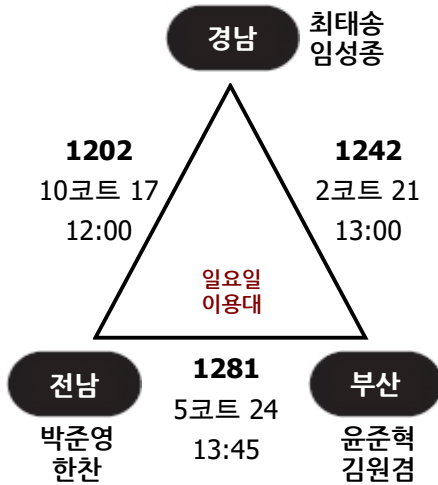 경남
최태송
임성종
1202
10코트 17
12:00
1242
2코트 21
13:00
일요일
이용대
전남
박준영
한찬
1281
5코트 24
13:45
부산
윤준혁
김원겸